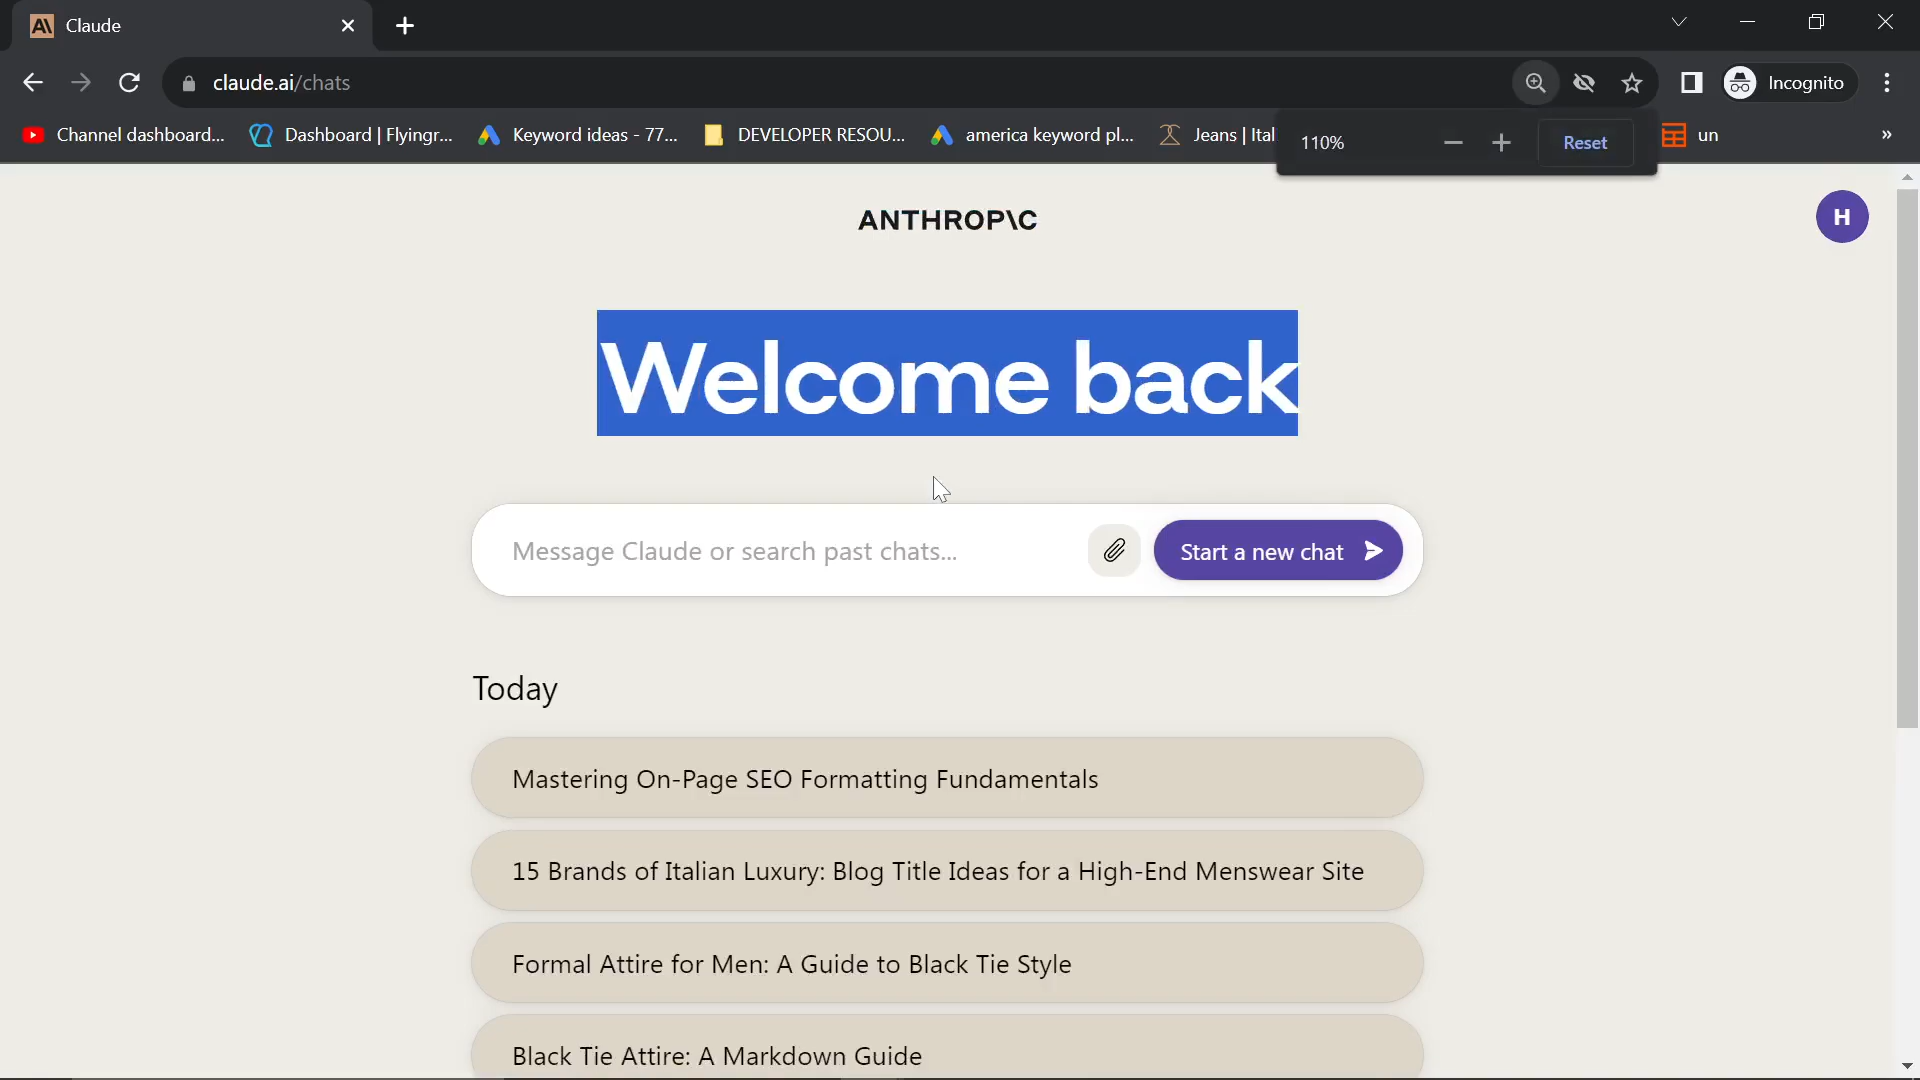 Claude
claude.ai/chats
Incognito
Channel dashboard...
Dashboard | Flyingr...
Keyword ideas - 77...
DEVELOPER RESOU...
america keyword pl...
Jeans | Ital
110%
Reset
un
»
ANTHROP\C
H
Welcome back
Message Claude or search past chats...
Start a new chat
Today
Mastering On-Page SEO Formatting Fundamentals
15 Brands of Italian Luxury: Blog Title Ideas for a High-End Menswear Site
Formal Attire for Men: A Guide to Black Tie Style
Black Tie Attire: A Markdown Guide